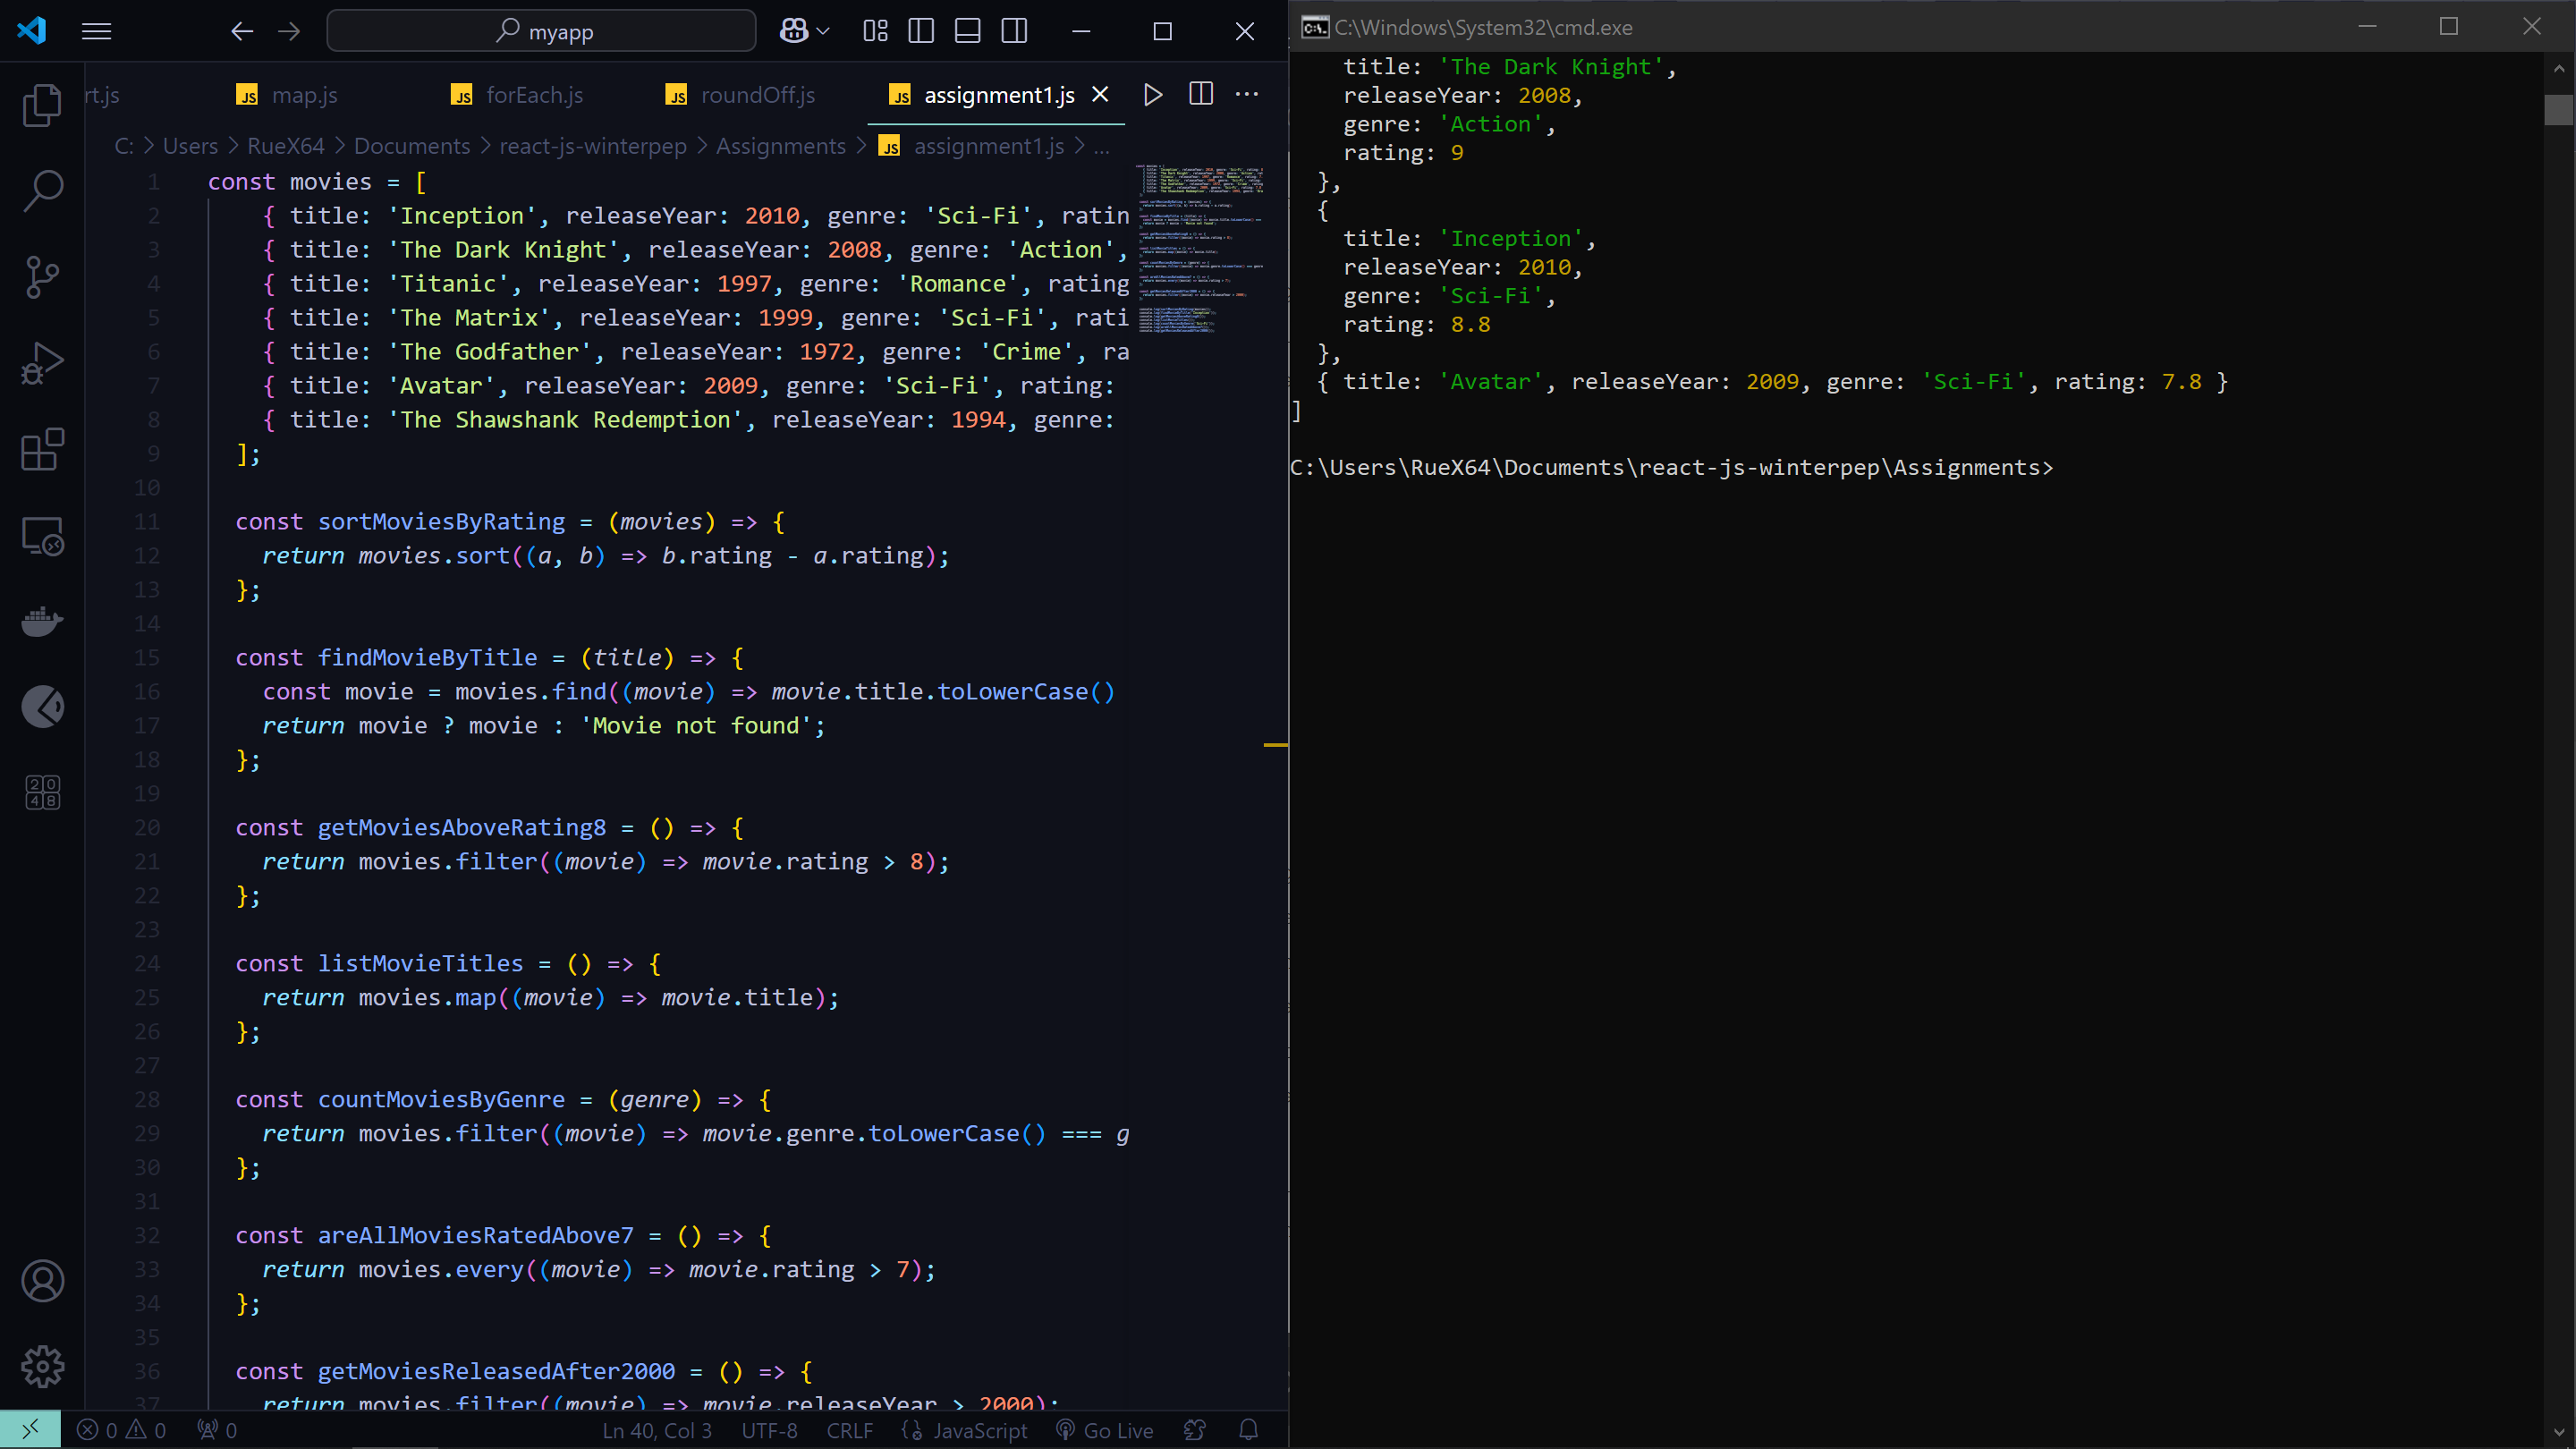 myapp
rt.js
map.js
forEach.js
roundOff.js
assignment1.js
C: > Users > RueX64 > Documents > react-js-winterpep > Assignments > assignment1.js > ...
1 const movies = [
2 { title: 'Inception', releaseYear: 2010, genre: 'Sci-Fi', ratin
3 { title: 'The Dark Knight', releaseYear: 2008, genre: 'Action',
4 { title: 'Titanic', releaseYear: 1997, genre: 'Romance', rating
5 { title: 'The Matrix', releaseYear: 1999, genre: 'Sci-Fi', rati
6 { title: 'The Godfather', releaseYear: 1972, genre: 'Crime', ra
7 { title: 'Avatar', releaseYear: 2009, genre: 'Sci-Fi', rating:
8 { title: 'The Shawshank Redemption', releaseYear: 1994, genre:
9 ];
10
11 const sortMoviesByRating = (movies) => {
12 return movies.sort((a, b) => b.rating - a.rating);
13 };
14
15 const findMovieByTitle = (title) => {
16 const movie = movies.find((movie) => movie.title.toLowerCase()
17 return movie ? movie : 'Movie not found';
18 };
19
20 const getMoviesAboveRating8 = () => {
21 return movies.filter((movie) => movie.rating > 8);
22 };
23
24 const listMovieTitles = () => {
25 return movies.map((movie) => movie.title);
26 };
27
28 const countMoviesByGenre = (genre) => {
29 return movies.filter((movie) => movie.genre.toLowerCase() === g
30 };
31
32 const areAllMoviesRatedAbove7 = () => {
33 return movies.every((movie) => movie.rating > 7);
34 };
35
36 const getMoviesReleasedAfter2000 = () => {
37 return movies.filter((movie) => movie.releaseYear > 2000);
2048
0 0 0 Ln 40, Col 3 UTF-8 CRLF JavaScript Go Live
C:\Windows\System32\cmd.exe
title: 'The Dark Knight',
releaseYear: 2008,
genre: 'Action',
rating: 9
},
{
title: 'Inception',
releaseYear: 2010,
genre: 'Sci-Fi',
rating: 8.8
},
{ title: 'Avatar', releaseYear: 2009, genre: 'Sci-Fi', rating: 7.8 }
]
C:\Users\RueX64\Documents\react-js-winterpep\Assignments>